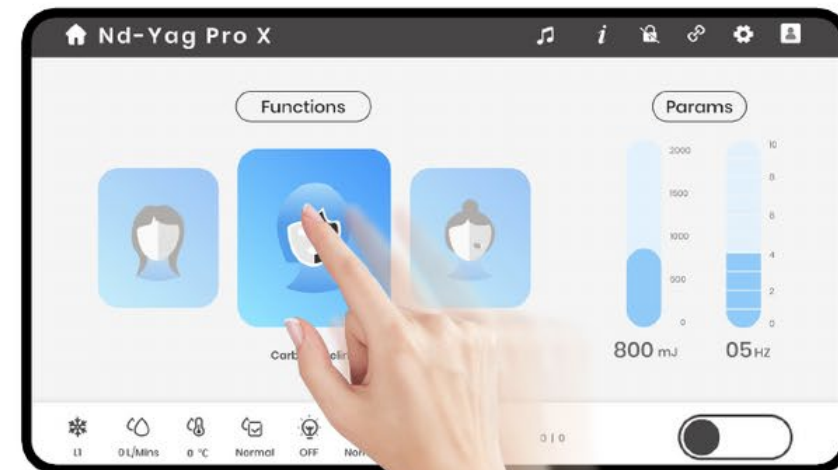 Nd-Yag Pro X
Functions
Params
2000
1500
1000
500
0
10
8
6
4
2
0
800 mJ
05 HZ
L1
0 L/Mins
0 °C
Normal
OFF
0 | 0